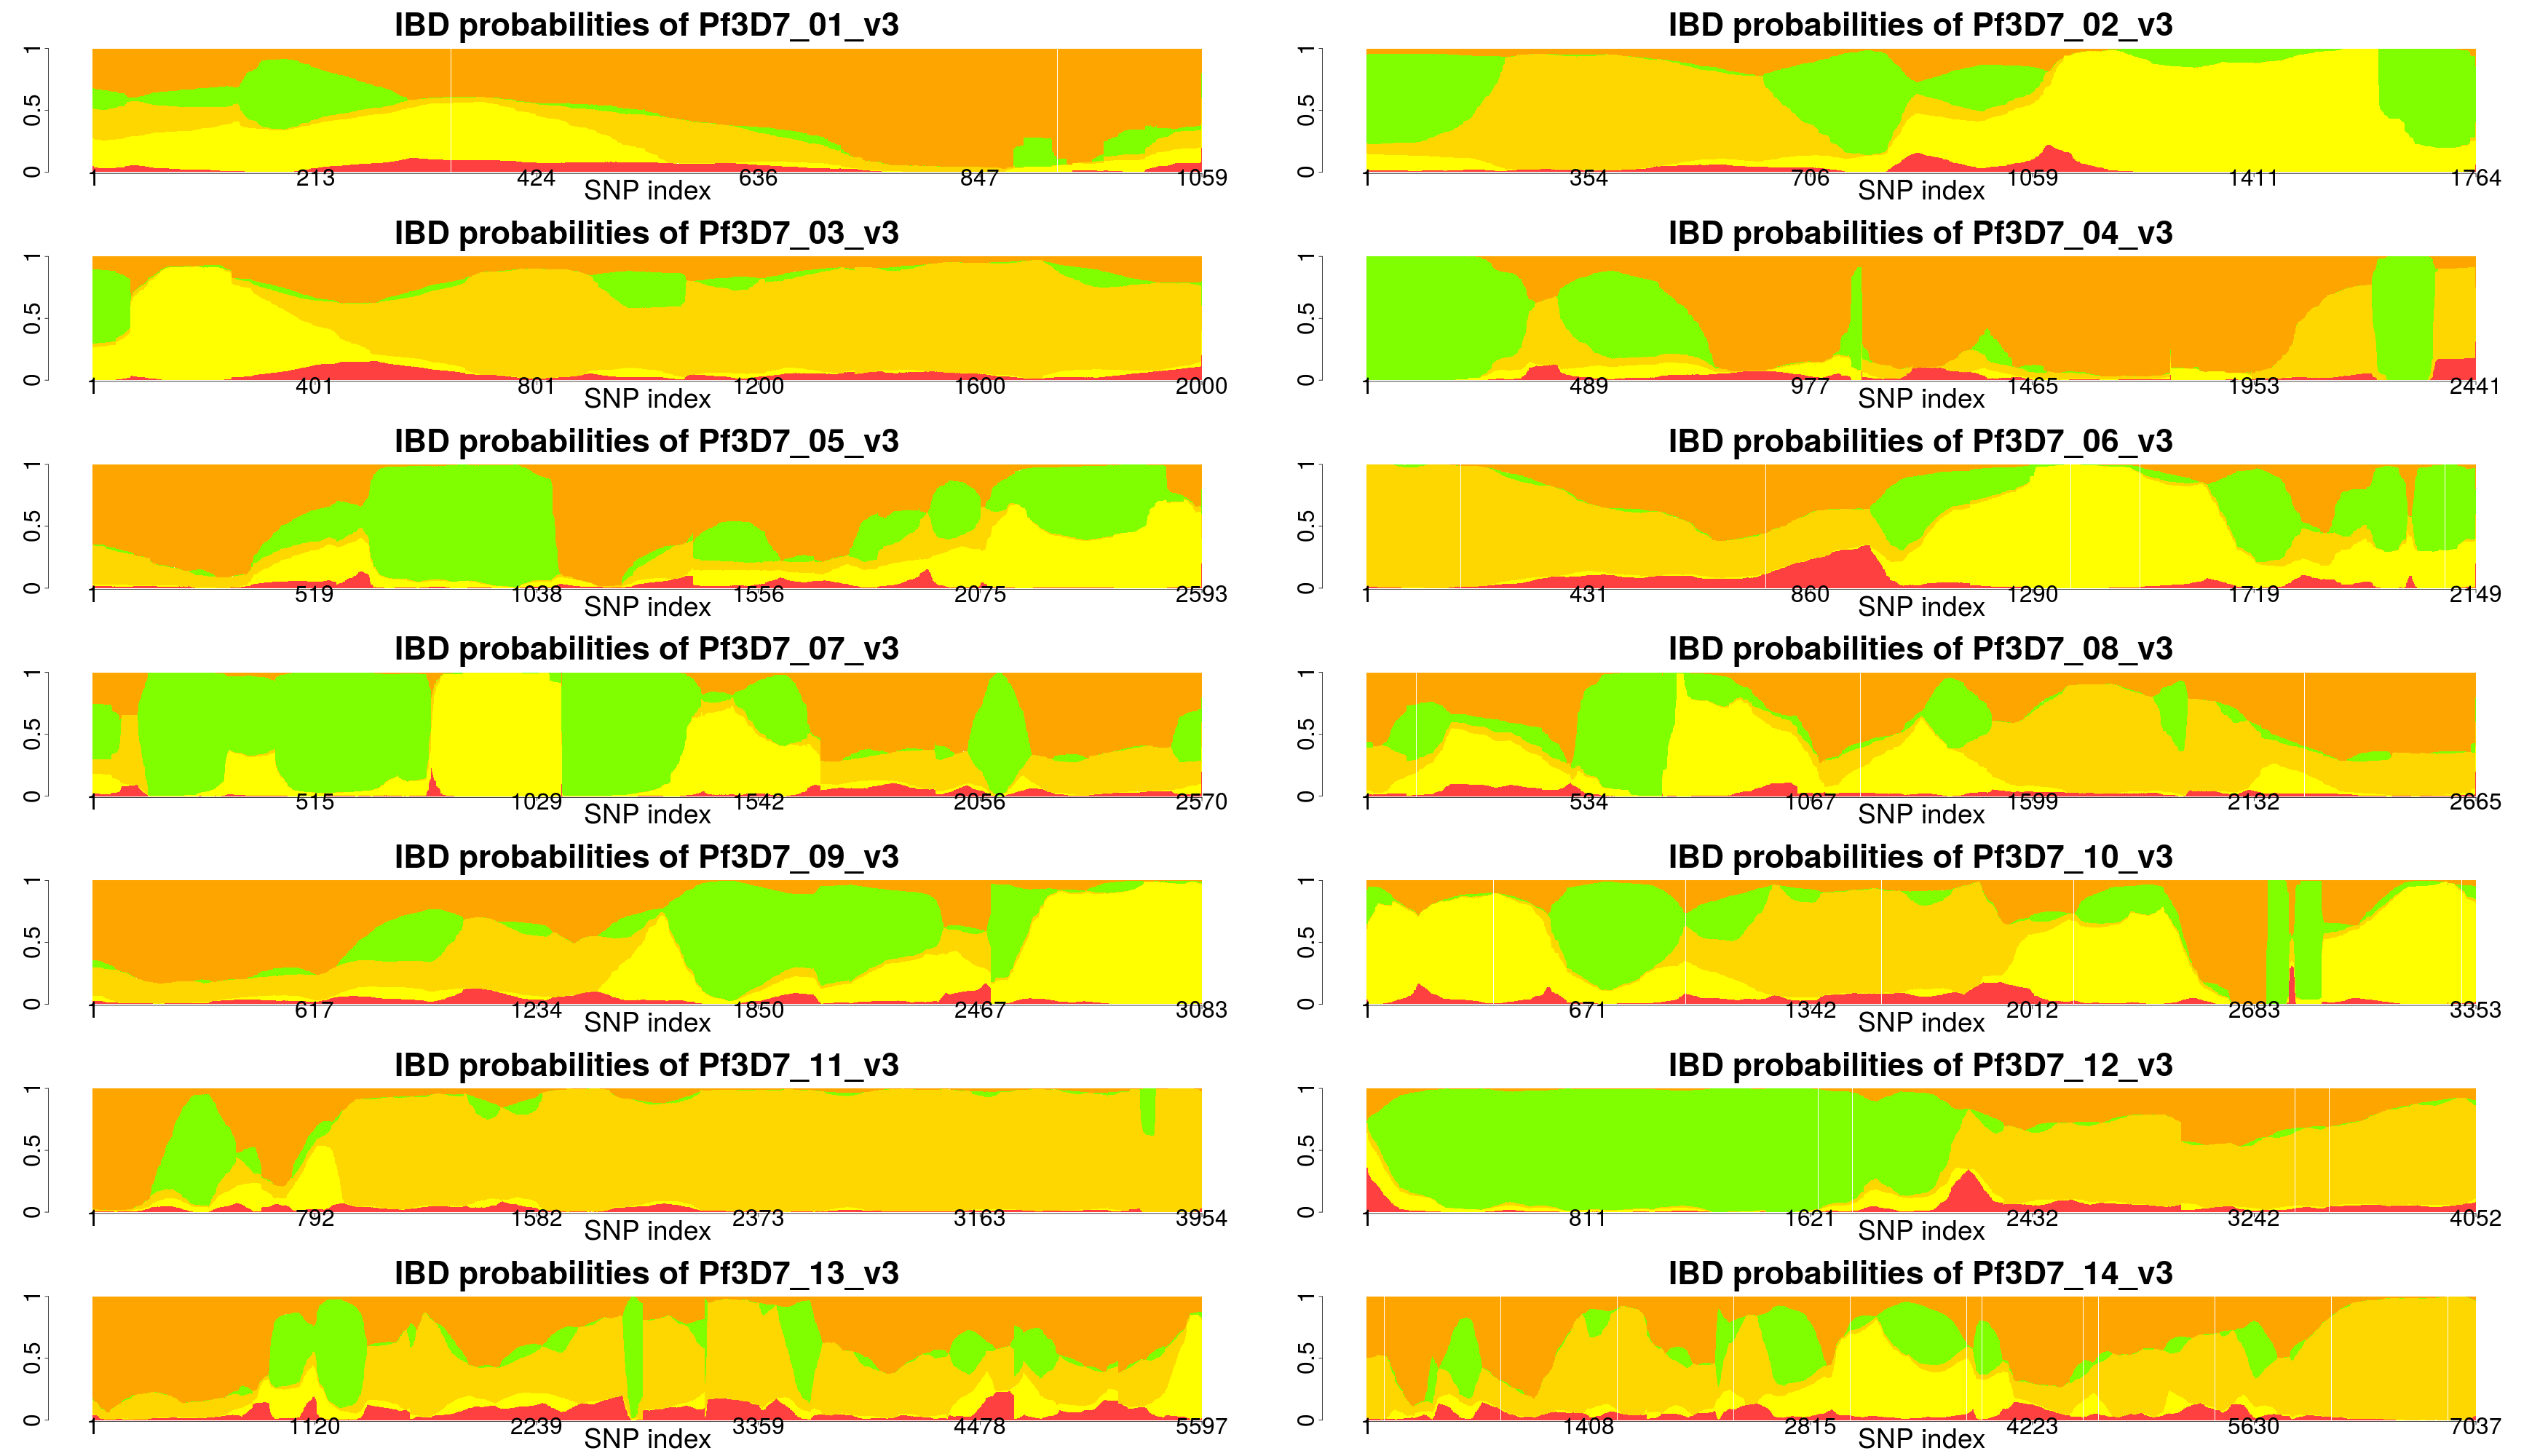 IBD probabilities of Pf3D7_01_v3
0 0.5 1
1 213 424 636 847 1059
SNP index
IBD probabilities of Pf3D7_02_v3
0 0.5 1
1 354 706 1059 1411 1764
SNP index
IBD probabilities of Pf3D7_03_v3
0 0.5 1
1 401 801 1200 1600 2000
SNP index
IBD probabilities of Pf3D7_04_v3
0 0.5 1
1 489 977 1465 1953 2441
SNP index
IBD probabilities of Pf3D7_05_v3
0 0.5 1
1 519 1038 1556 2075 2593
SNP index
IBD probabilities of Pf3D7_06_v3
0 0.5 1
1 431 860 1290 1719 2149
SNP index
IBD probabilities of Pf3D7_07_v3
0 0.5 1
1 515 1029 1542 2056 2570
SNP index
IBD probabilities of Pf3D7_08_v3
0 0.5 1
1 534 1067 1599 2132 2665
SNP index
IBD probabilities of Pf3D7_09_v3
0 0.5 1
1 617 1234 1850 2467 3083
SNP index
IBD probabilities of Pf3D7_10_v3
0 0.5 1
1 671 1342 2012 2683 3353
SNP index
IBD probabilities of Pf3D7_11_v3
0 0.5 1
1 792 1582 2373 3163 3954
SNP index
IBD probabilities of Pf3D7_12_v3
0 0.5 1
1 811 1621 2432 3242 4052
SNP index
IBD probabilities of Pf3D7_13_v3
0 0.5 1
1 1120 2239 3359 4478 5597
SNP index
IBD probabilities of Pf3D7_14_v3
0 0.5 1
1 1408 2815 4223 5630 7037
SNP index